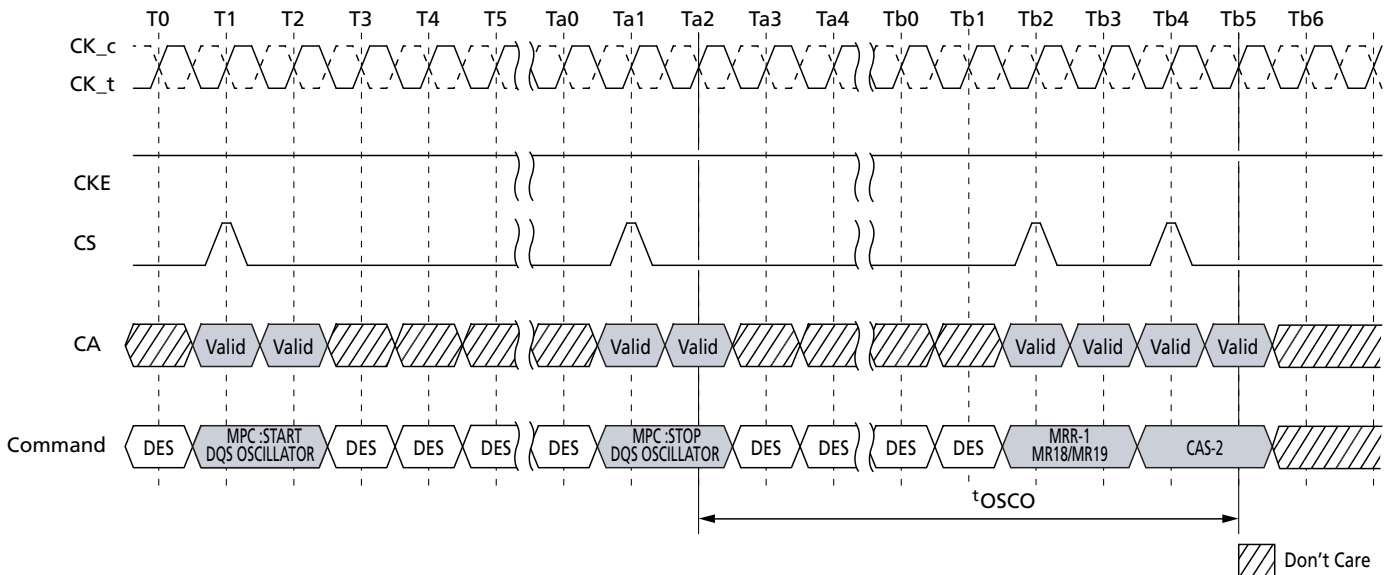 T0 T1 T2 T3 T4 T5 Ta0 Ta1 Ta2 Ta3 Ta4 Tb0 Tb1 Tb2 Tb3 Tb4 Tb5 Tb6
CK_c
CK_t
CKE
CS
CA Valid Valid Valid Valid Valid Valid Valid Valid
Command DES MPC :START DES DES DES DES MPC :STOP DES DES DES DES MRR-1 CAS-2
DQS OSCILLATOR DQS OSCILLATOR MR18/MR19
tOSCO
Don't Care